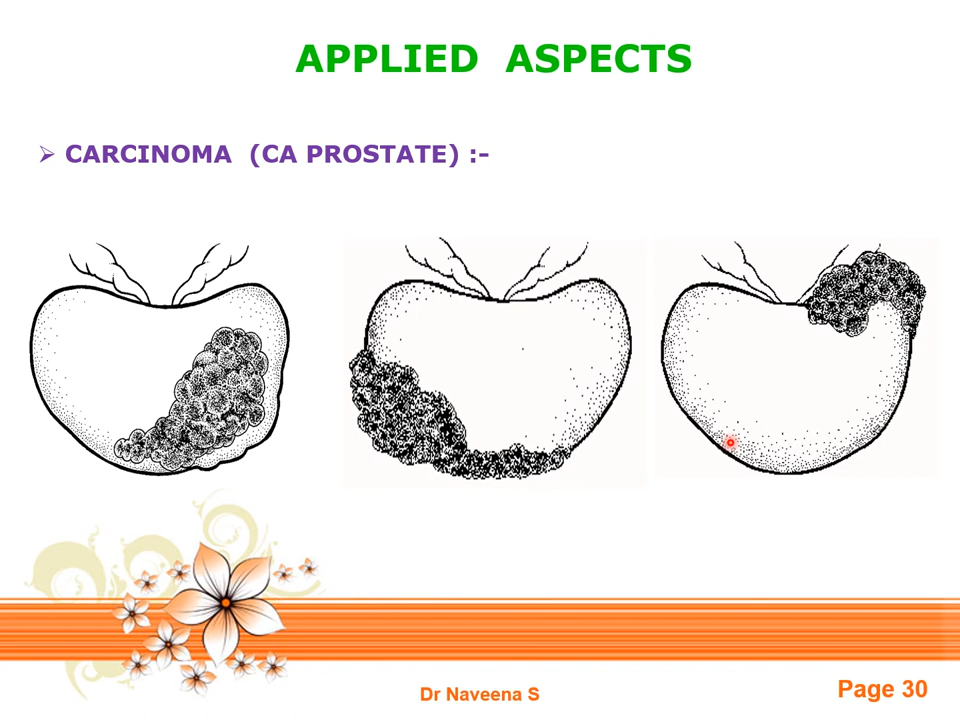 APPLIED ASPECTS
CARCINOMA (CA PROSTATE) :-
Dr Naveena S
Page 30